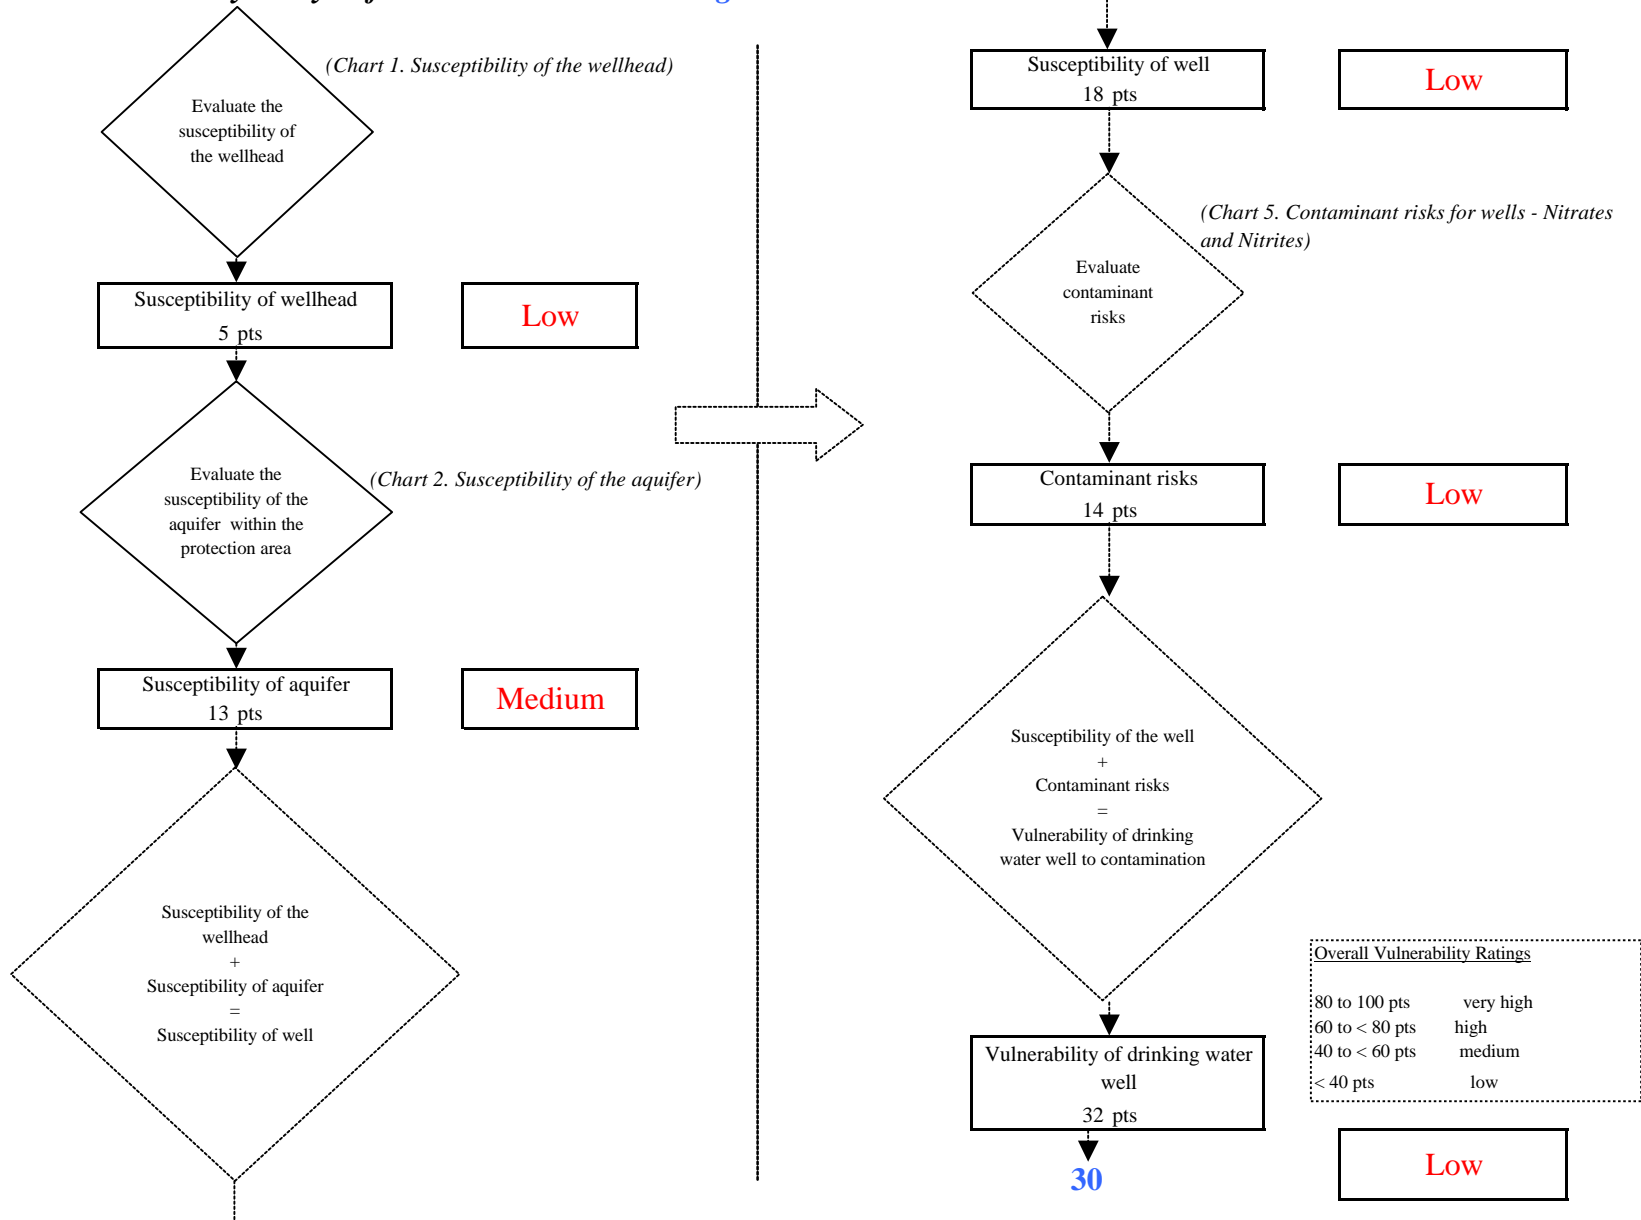 (Chart 1. Susceptibility of the wellhead)
Evaluate the
susceptibility of
the wellhead
Susceptibility of wellhead
5 pts
Low
Evaluate the
susceptibility of the
aquifer within the
protection area
(Chart 2. Susceptibility of the aquifer)
Susceptibility of aquifer
13 pts
Medium
Susceptibility of the
wellhead
+
Susceptibility of aquifer
=
Susceptibility of well
Susceptibility of well
18 pts
Low
(Chart 5. Contaminant risks for wells - Nitrates
and Nitrites)
Evaluate
contaminant
risks
Contaminant risks
14 pts
Low
Susceptibility of the well
+
Contaminant risks
=
Vulnerability of drinking
water well to contamination
Overall Vulnerability Ratings
80 to 100 pts very high
60 to < 80 pts high
40 to < 60 pts medium
< 40 pts low
Vulnerability of drinking water
well
32 pts
30
Low